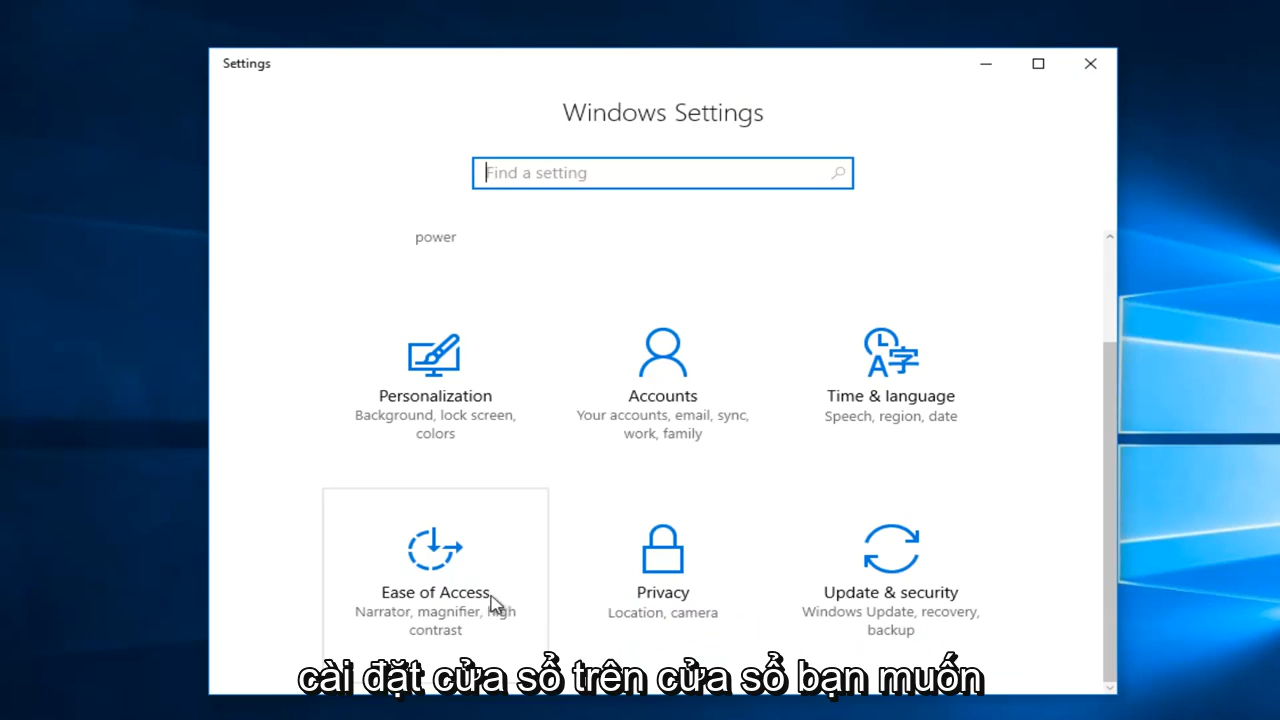 Settings
Windows Settings
Find a setting
power
Personalization
Background, lock screen,
colors
Accounts
Your accounts, email, sync,
work, family
Time & language
Speech, region, date
Ease of Access
Narrator, magnifier, high
contrast
Privacy
Location, camera
Update & security
Windows Update, recovery,
backup
cài đặt cửa sổ trên cửa sổ bạn muốn